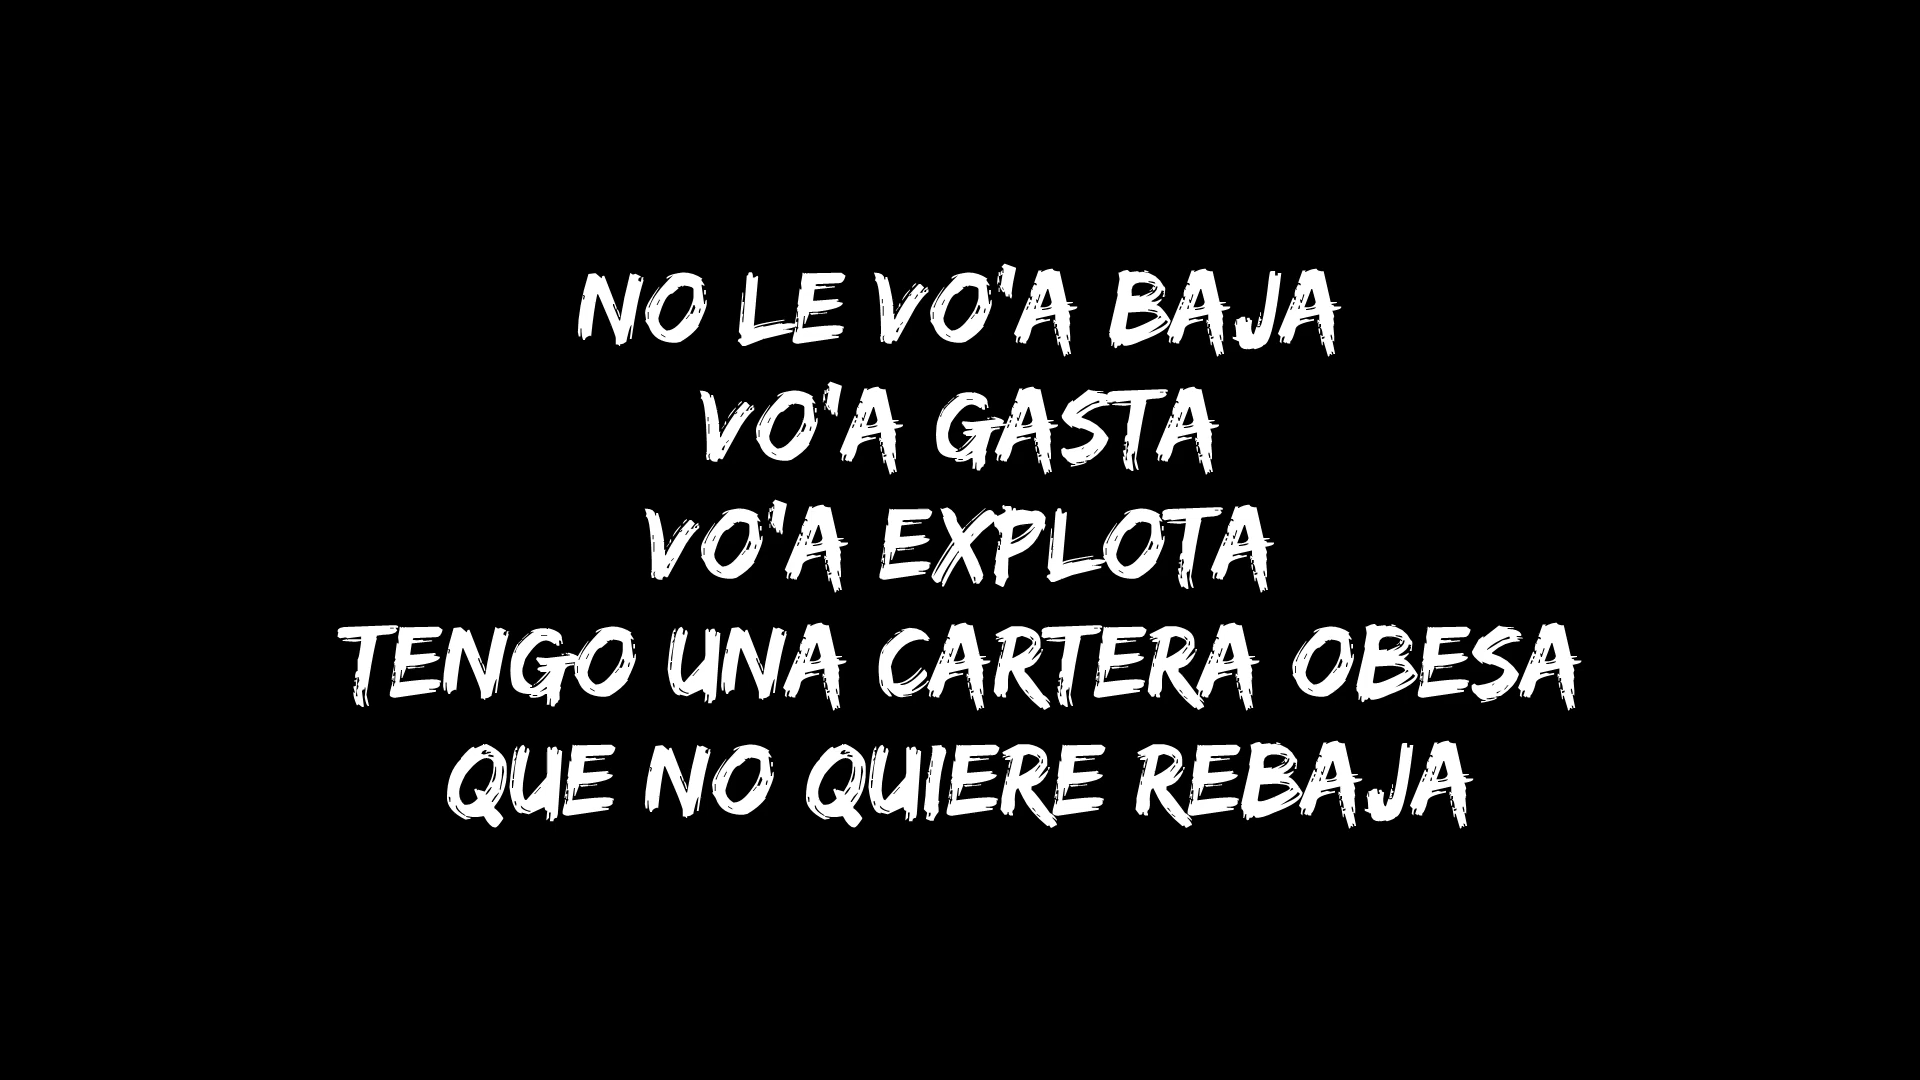 NO LE VO'A BAJA
VO'A GASTA
VO'A EXPLOTA
TENGO UNA CARTERA OBESA
QUE NO QUIERE REBAJA